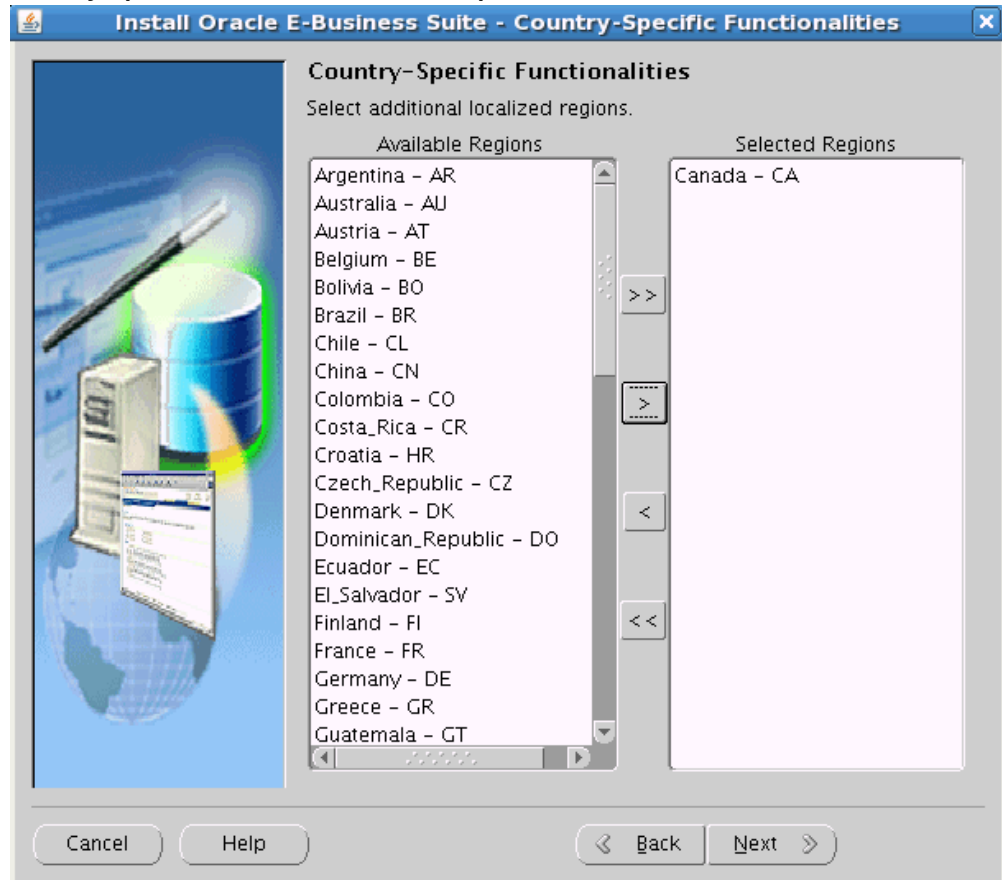 Install Oracle E-Business Suite - Country-Specific Functionalities
Country-Specific Functionalities
Select additional localized regions.
Available Regions
Argentina - AR
Australia - AU
Austria - AT
Belgium - BE
Bolivia - BO
Brazil - BR
Chile - CL
China - CN
Colombia - CO
Costa_Rica - CR
Croatia - HR
Czech_Republic - CZ
Denmark - DK
Dominican_Republic - DO
Ecuador - EC
El_Salvador - SV
Finland - FI
France - FR
Germany - DE
Greece - GR
Guatemala - GT
>>
>
<
<<
Selected Regions
Canada - CA
Cancel
Help
Back
Next